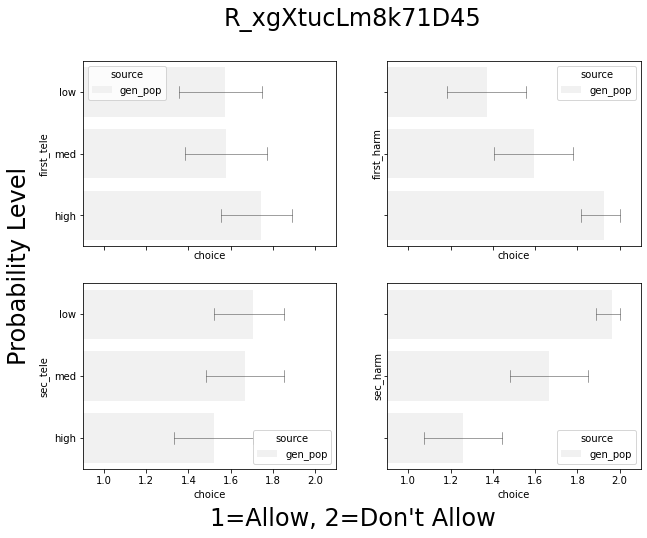 R_xgXtucLm8k71D45
source
gen_pop
low
med
high
first_tele
choice
source
gen_pop
first_harm
choice
Probability Level
low
med
high
sec_tele
source
gen_pop
1.0 1.2 1.4 1.6 1.8 2.0
choice
sec_harm
source
gen_pop
1.0 1.2 1.4 1.6 1.8 2.0
choice
1=Allow, 2=Don't Allow